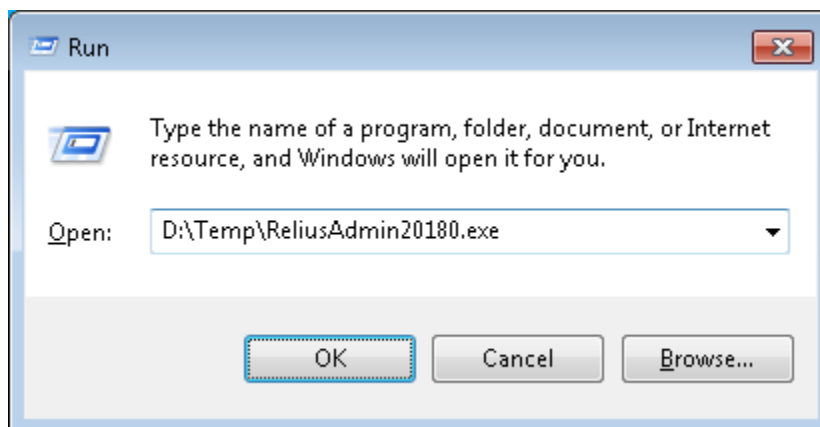 Run
Type the name of a program, folder, document, or Internet
resource, and Windows will open it for you.
Open: D:\Temp\ReliusAdmin20180.exe
OK Cancel Browse...